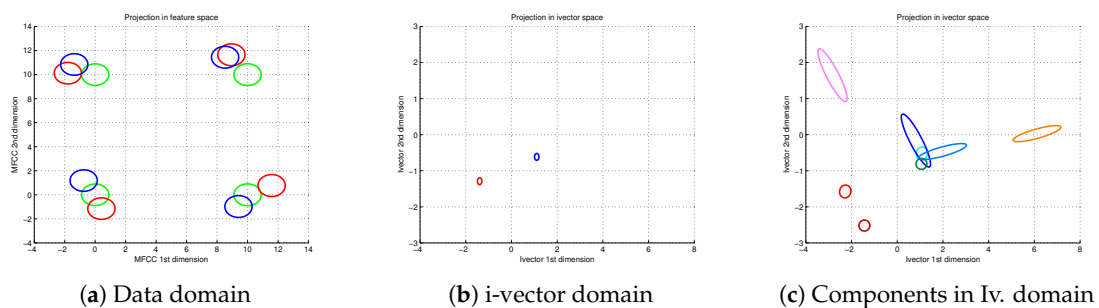 Projection in feature space
14
12
10
8
6
4
2
0
−2
−4
−4 −2 0 2 4 6 8 10 12 14
MFCC 1st dimension
MFCC 2nd dimension
(a) Data domain
Projection in ivector space
3
2
1
0
−1
−2
−3
−4 −2 0 2 4 6 8
Ivector 1st dimension
Ivector 2nd dimension
(b) i-vector domain
Projection in ivector space
3
2
1
0
−1
−2
−3
−4 −2 0 2 4 6 8
Ivector 1st dimension
Ivector 2nd dimension
(c) Components in Iv. domain